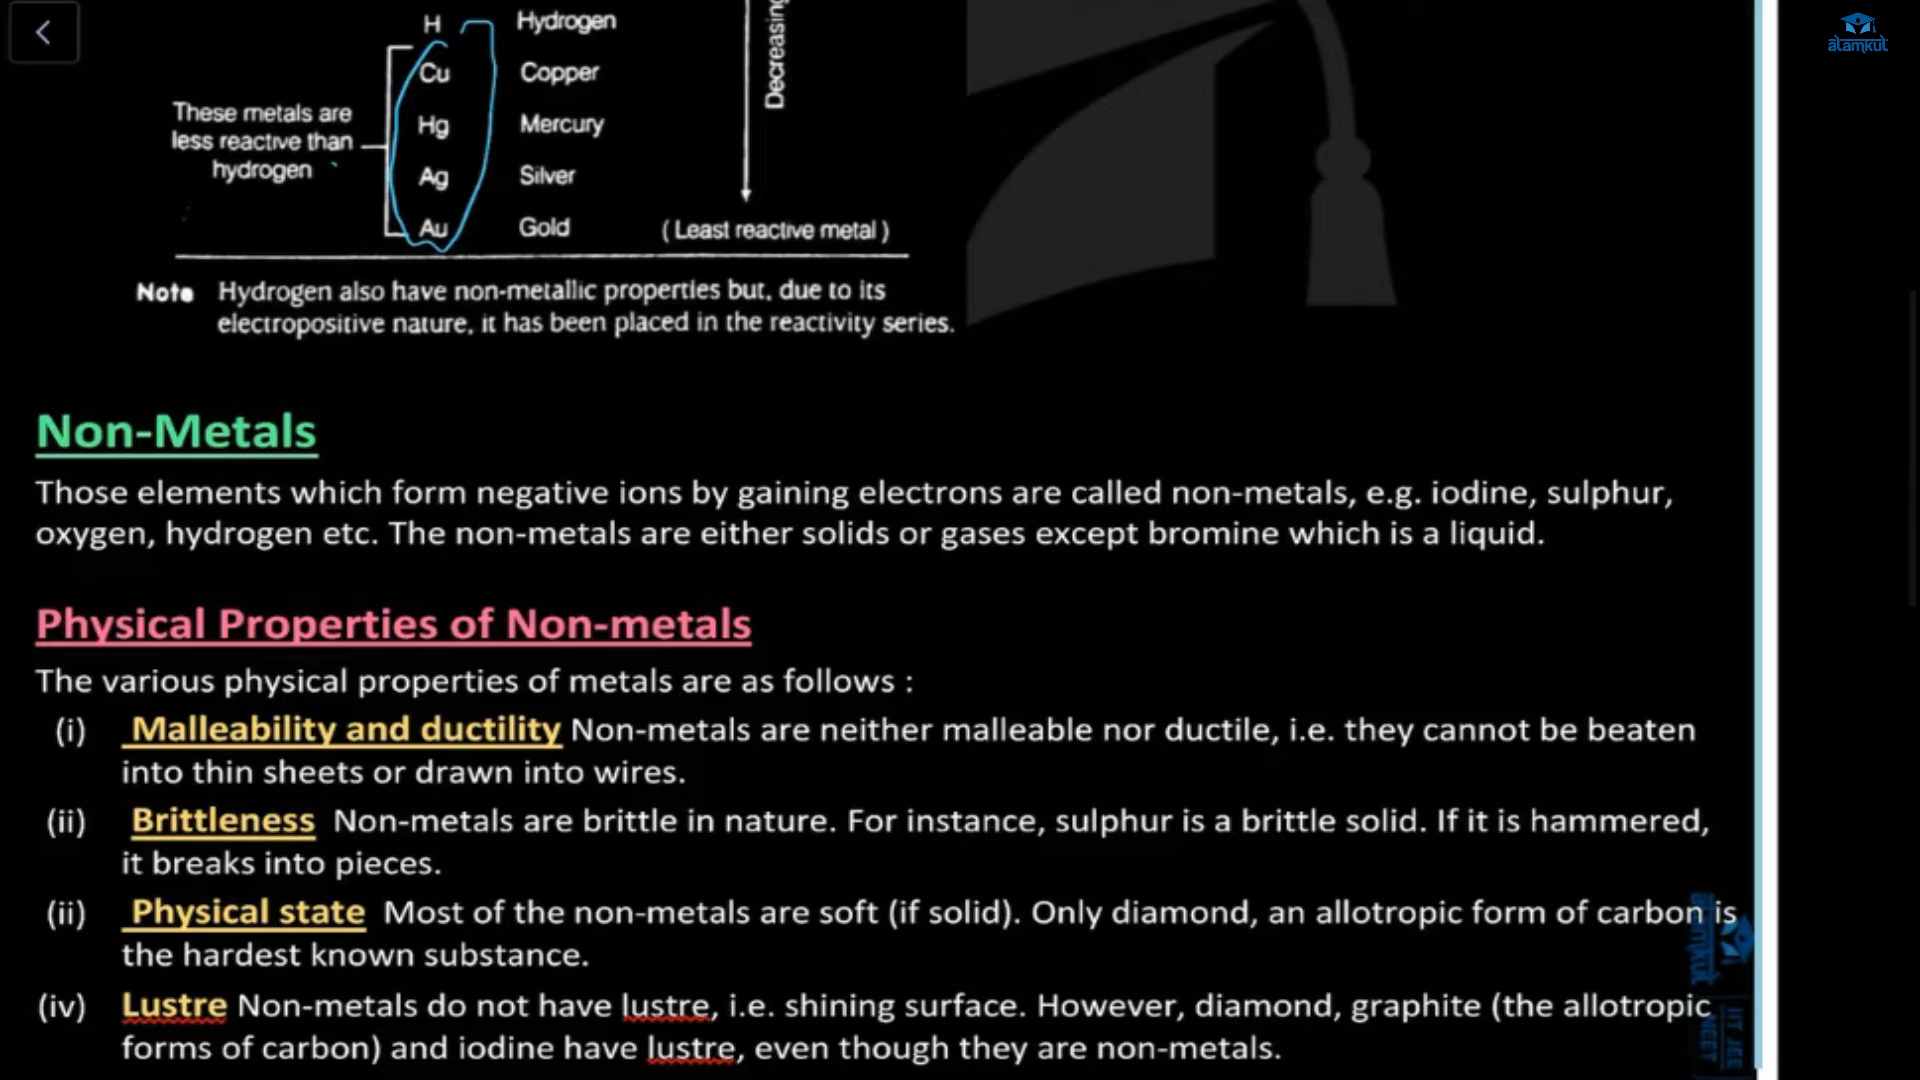 H Hydrogen
Cu Copper
Hg Mercury
Ag Silver
Au Gold
These metals are
less reactive than
hydrogen
Decreasing
(Least reactive metal)
Note Hydrogen also have non-metallic properties but, due to its
electropositive nature, it has been placed in the reactivity series.
Non-Metals
Those elements which form negative ions by gaining electrons are called non-metals, e.g. iodine, sulphur,
oxygen, hydrogen etc. The non-metals are either solids or gases except bromine which is a liquid.
Physical Properties of Non-metals
The various physical properties of metals are as follows :
(i) Malleability and ductility Non-metals are neither malleable nor ductile, i.e. they cannot be beaten
into thin sheets or drawn into wires.
(ii) Brittleness Non-metals are brittle in nature. For instance, sulphur is a brittle solid. If it is hammered,
it breaks into pieces.
(ii) Physical state Most of the non-metals are soft (if solid). Only diamond, an allotropic form of carbon is
the hardest known substance.
(iv) Lustre Non-metals do not have lustre, i.e. shining surface. However, diamond, graphite (the allotropic
forms of carbon) and iodine have lustre, even though they are non-metals.
alamkut
alamkut
IIT JEE
NEET